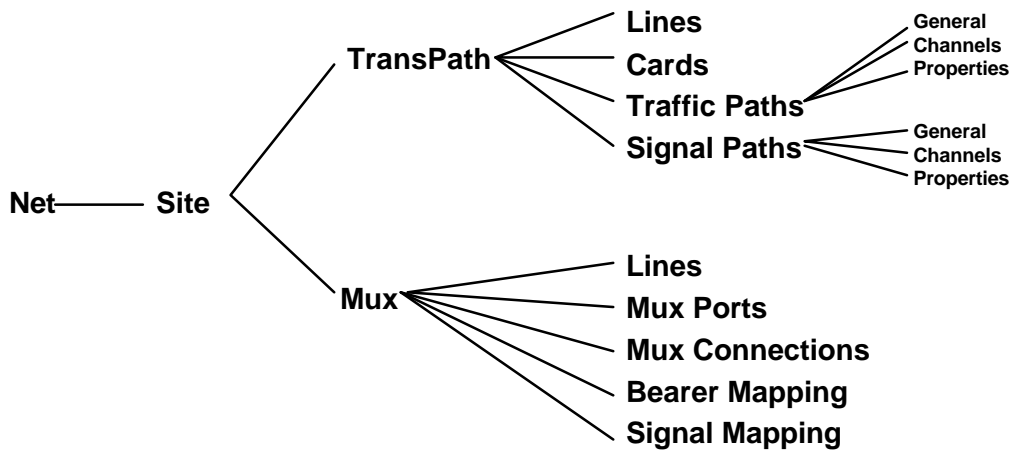 Net
Site
TransPath
Lines
Cards
Traffic Paths
General
Channels
Properties
Signal Paths
General
Channels
Properties
Mux
Lines
Mux Ports
Mux Connections
Bearer Mapping
Signal Mapping